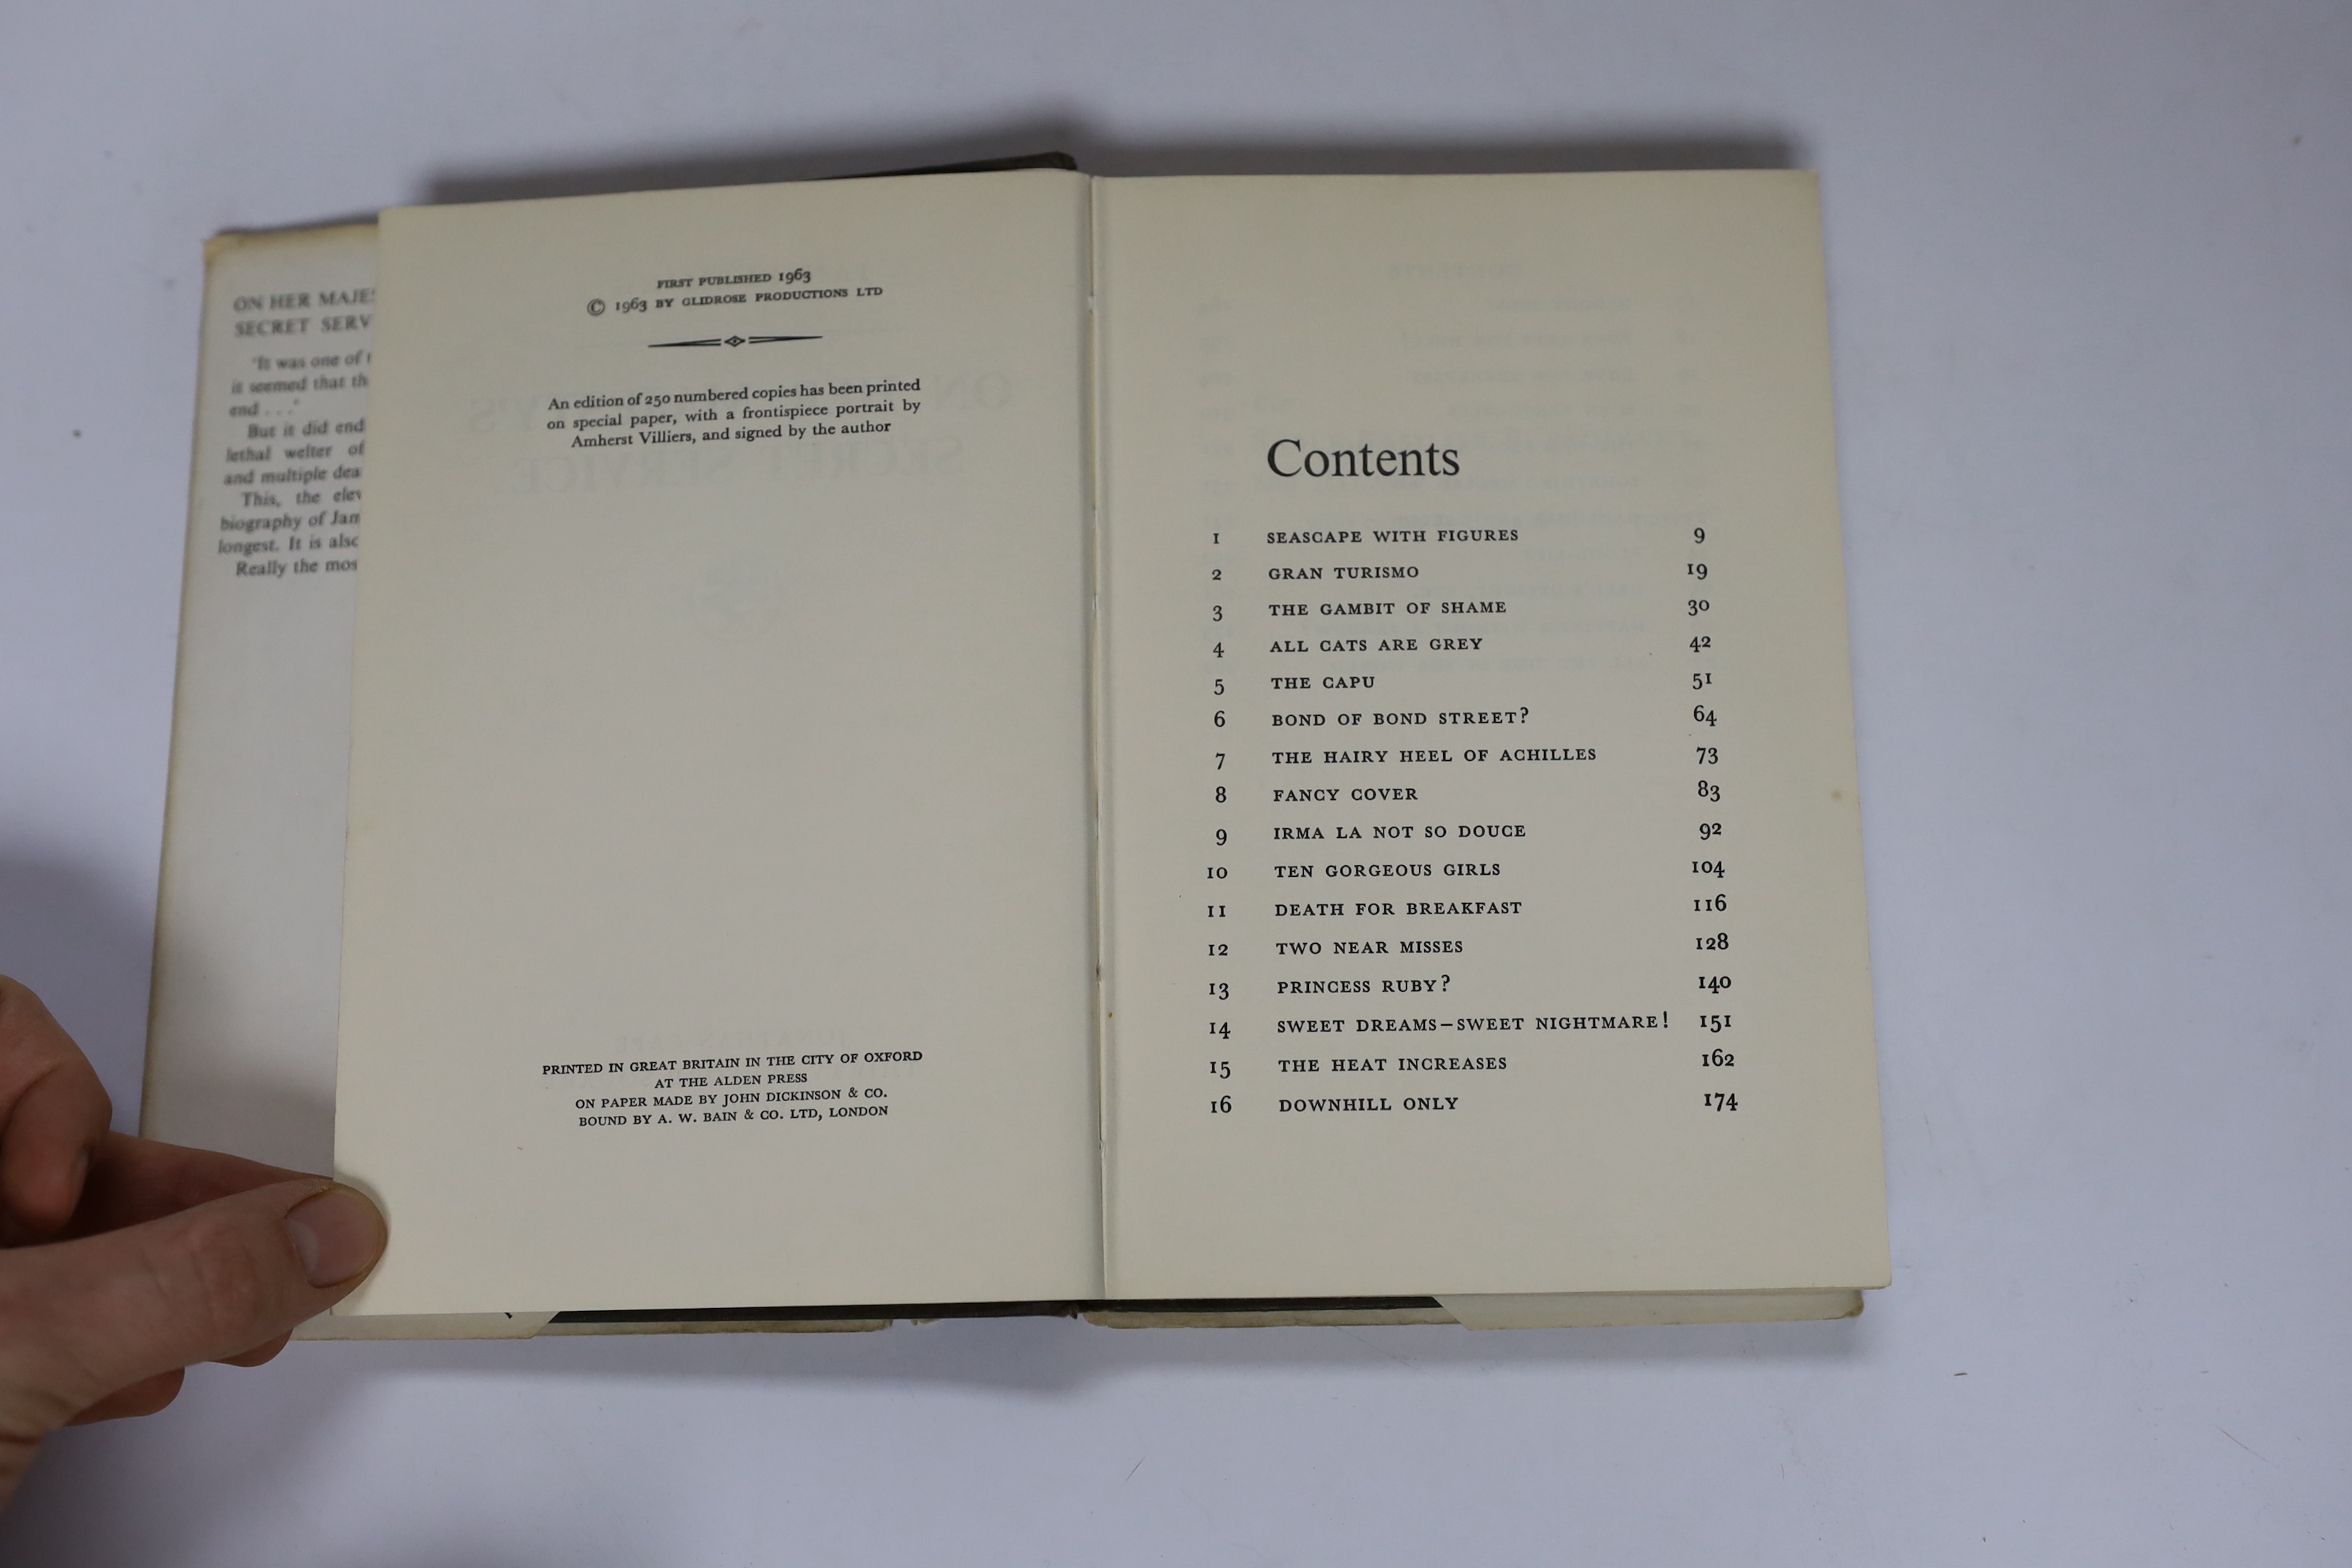 ON HER MAJES
SECRET SERV
'It was one of t
it seemed that th
end . . .'
But it did end
lethal welter of
and multiple dea
This, the elev
biography of Jam
longest. It is also
Really the mos
FIRST PUBLISHED 1963
© 1963 BY GLIDROSE PRODUCTIONS LTD
An edition of 250 numbered copies has been printed
on special paper, with a frontispiece portrait by
Amherst Villiers, and signed by the author
PRINTED IN GREAT BRITAIN IN THE CITY OF OXFORD
AT THE ALDEN PRESS
ON PAPER MADE BY JOHN DICKINSON & CO.
BOUND BY A. W. BAIN & CO. LTD, LONDON
Contents
1 SEASCAPE WITH FIGURES 9
2 GRAN TURISMO 19
3 THE GAMBIT OF SHAME 30
4 ALL CATS ARE GREY 42
5 THE CAPU 51
6 BOND OF BOND STREET? 64
7 THE HAIRY HEEL OF ACHILLES 73
8 FANCY COVER 83
9 IRMA LA NOT SO DOUCE 92
10 TEN GORGEOUS GIRLS 104
11 DEATH FOR BREAKFAST 116
12 TWO NEAR MISSES 128
13 PRINCESS RUBY? 140
14 SWEET DREAMS–SWEET NIGHTMARE! 151
15 THE HEAT INCREASES 162
16 DOWNHILL ONLY 174